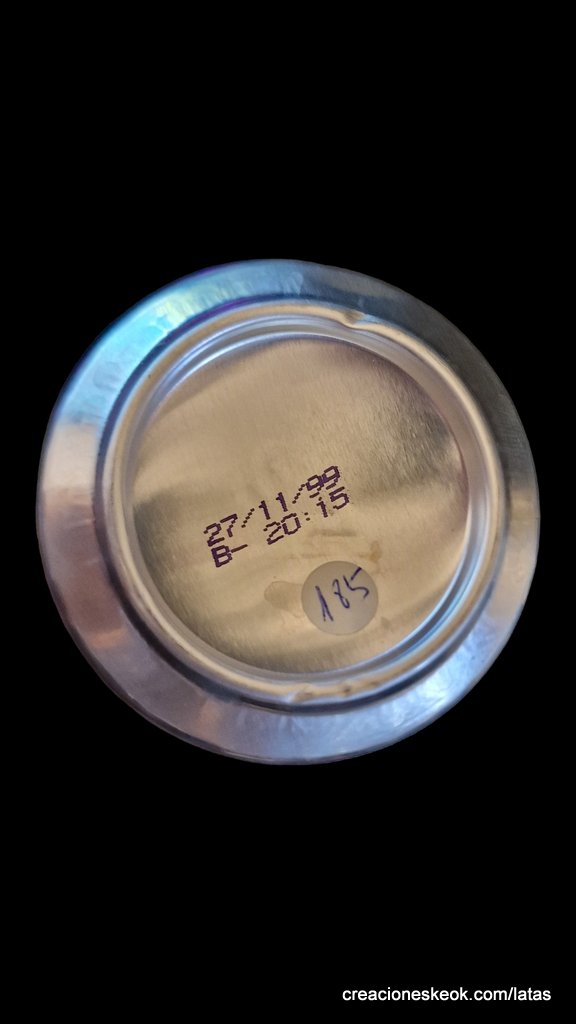 27/11/99
B- 20:15
185
creacioneskeok.com/latas